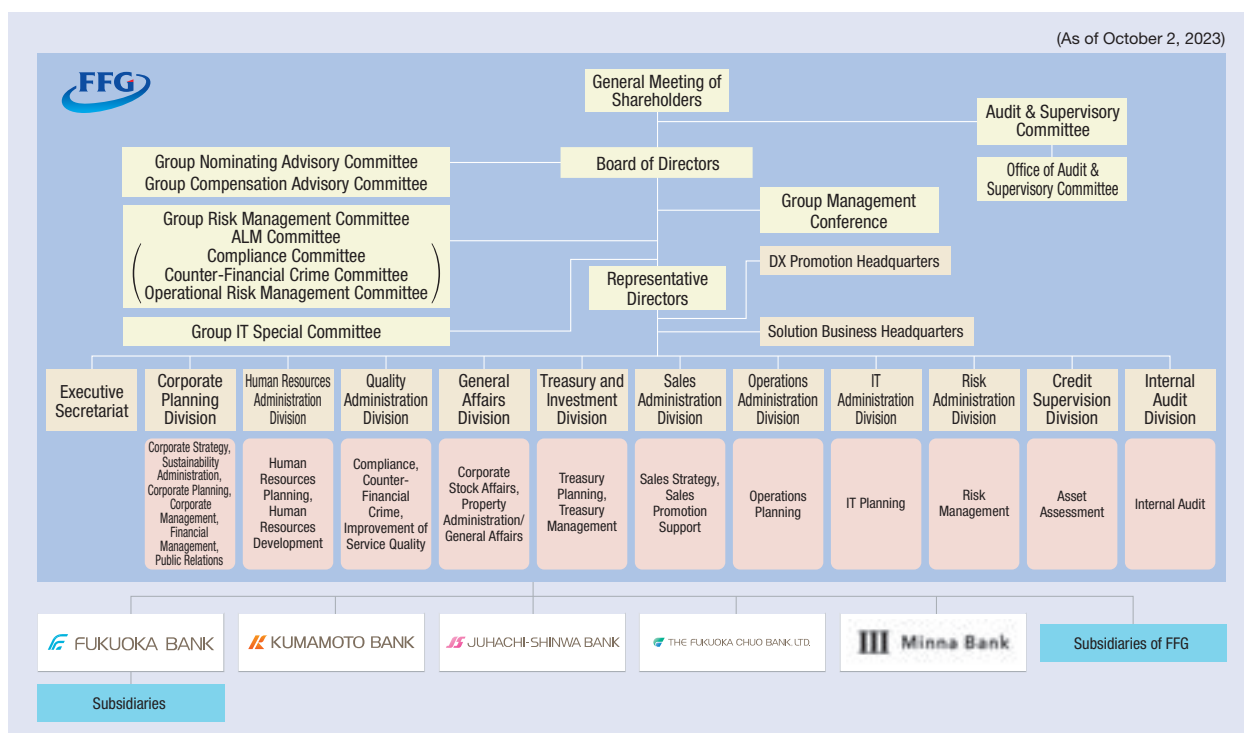 (As of October 2, 2023)
FFG
General Meeting of
Shareholders
Audit & Supervisory
Committee
Office of Audit &
Supervisory Committee
Group Nominating Advisory Committee
Group Compensation Advisory Committee
Board of Directors
Group Management
Conference
Group Risk Management Committee
ALM Committee
Compliance Committee
Counter-Financial Crime Committee
Operational Risk Management Committee
DX Promotion Headquarters
Representative
Directors
Group IT Special Committee
Solution Business Headquarters
Executive
Secretariat
Corporate
Planning
Division
Human Resources
Administration
Division
Quality
Administration
Division
General
Affairs
Division
Treasury and
Investment
Division
Sales
Administration
Division
Operations
Administration
Division
IT
Administration
Division
Risk
Administration
Division
Credit
Supervision
Division
Internal
Audit
Division
Corporate Strategy,
Sustainability
Administration,
Corporate Planning,
Corporate
Management,
Financial
Management,
Public Relations
Human
Resources
Planning,
Human
Resources
Development
Compliance,
Counter-
Financial
Crime,
Improvement of
Service Quality
Corporate
Stock Affairs,
Property
Administration/
General Affairs
Treasury
Planning,
Treasury
Management
Sales Strategy,
Sales
Promotion
Support
Operations
Planning
IT Planning
Risk
Management
Asset
Assessment
Internal Audit
FUKUOKA BANK
KUMAMOTO BANK
JUHACHI-SHINWA BANK
THE FUKUOKA CHUO BANK, LTD.
Minna Bank
Subsidiaries of FFG
Subsidiaries